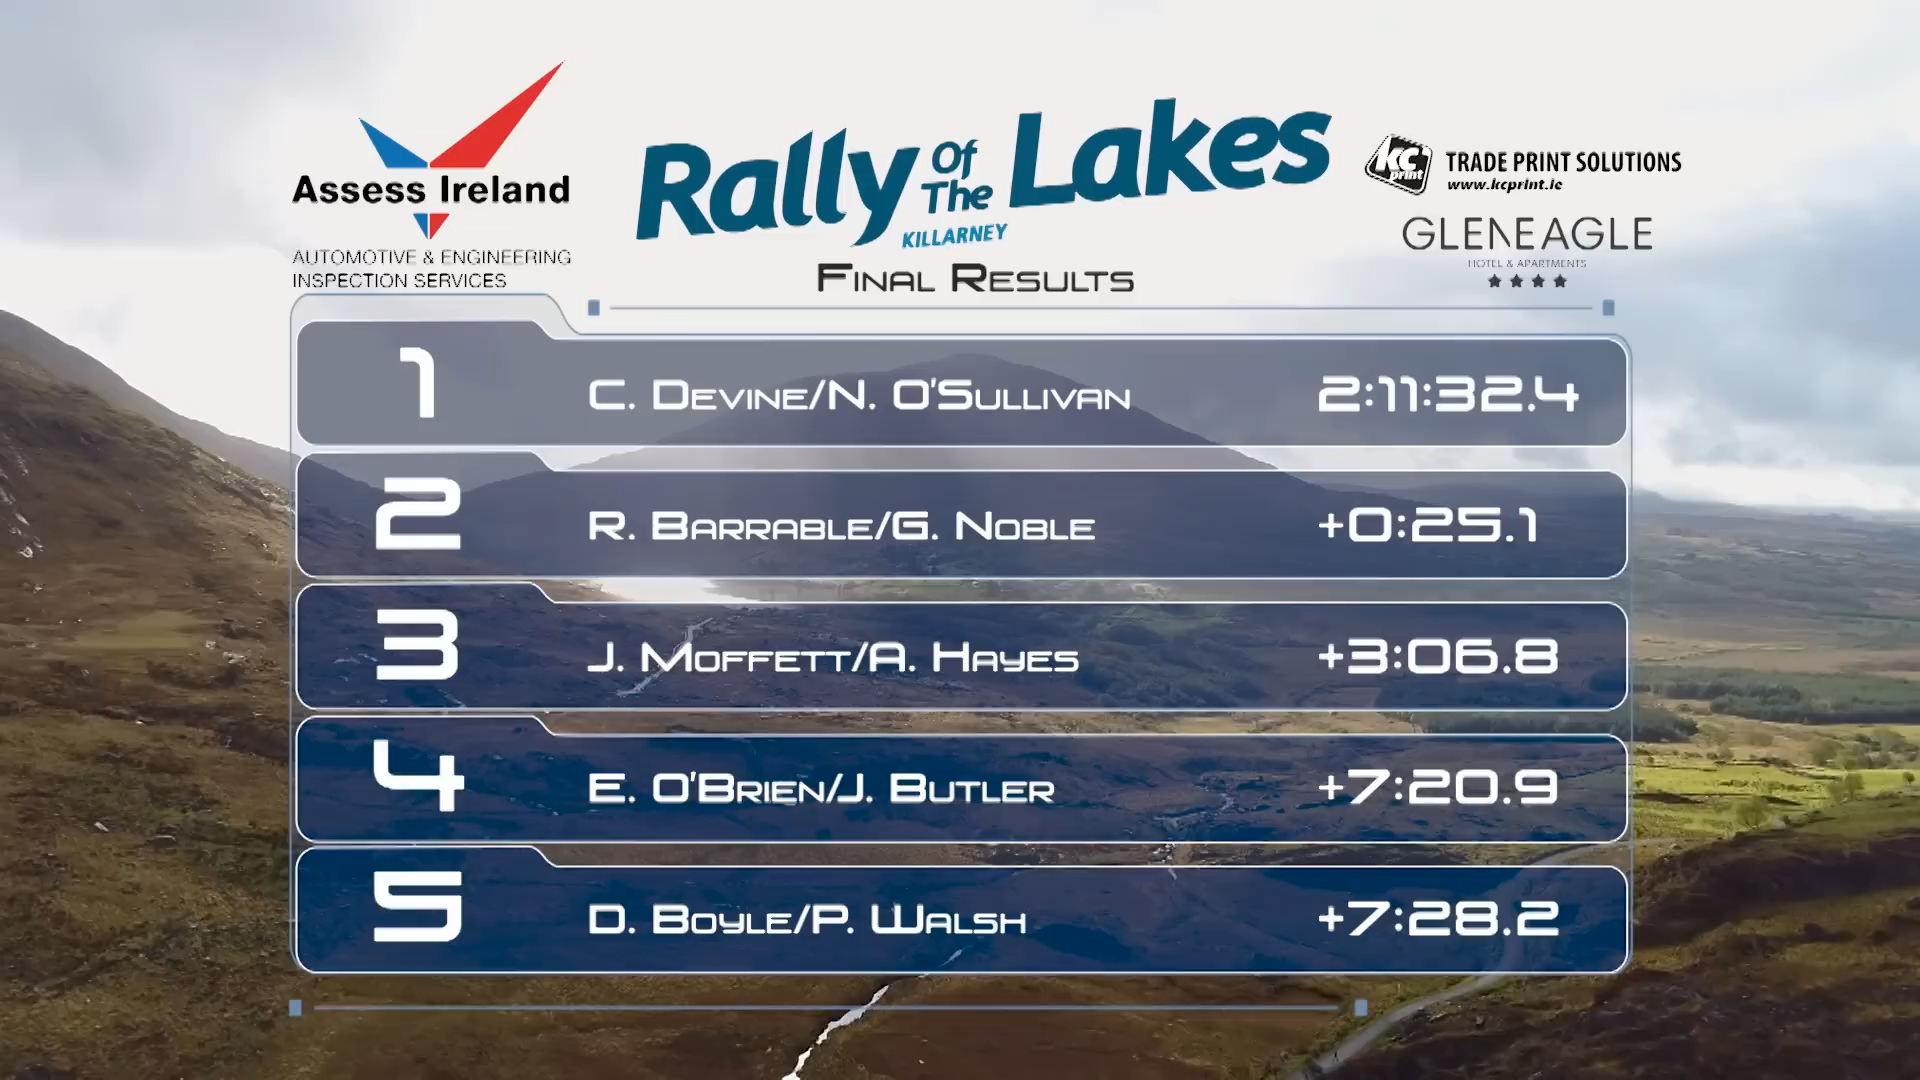 Assess Ireland
AUTOMOTIVE & ENGINEERING
INSPECTION SERVICES
Rally Of The Lakes
KILLARNEY
Final Results
kc print
TRADE PRINT SOLUTIONS
www.kcprint.ie
GLENEAGLE
HOTEL & APARTMENTS
1 C. Devine/N. O'Sullivan 2:11:32.4
2 R. Barrable/G. Noble +0:25.1
3 J. Moffett/A. Hayes +3:06.8
4 E. O'Brien/J. Butler +7:20.9
5 D. Boyle/P. Walsh +7:28.2